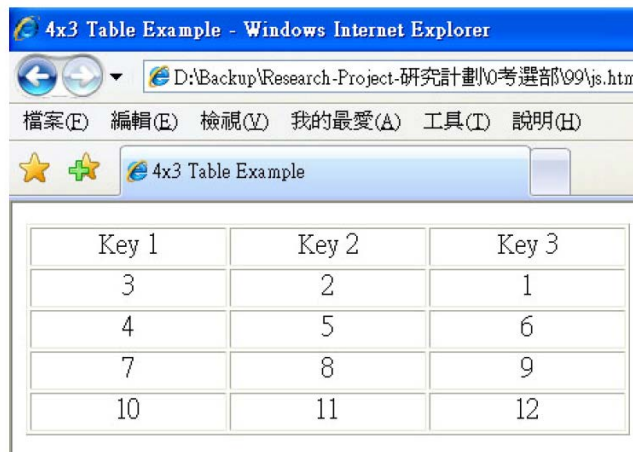 4x3 Table Example - Windows Internet Explorer
D:\Backup\Research-Project-研究計劃\0考選部\99\js.htm
檔案(F) 編輯(E) 檢視(V) 我的最愛(A) 工具(T) 說明(H)
4x3 Table Example
Key 1 Key 2 Key 3
3 2 1
4 5 6
7 8 9
10 11 12